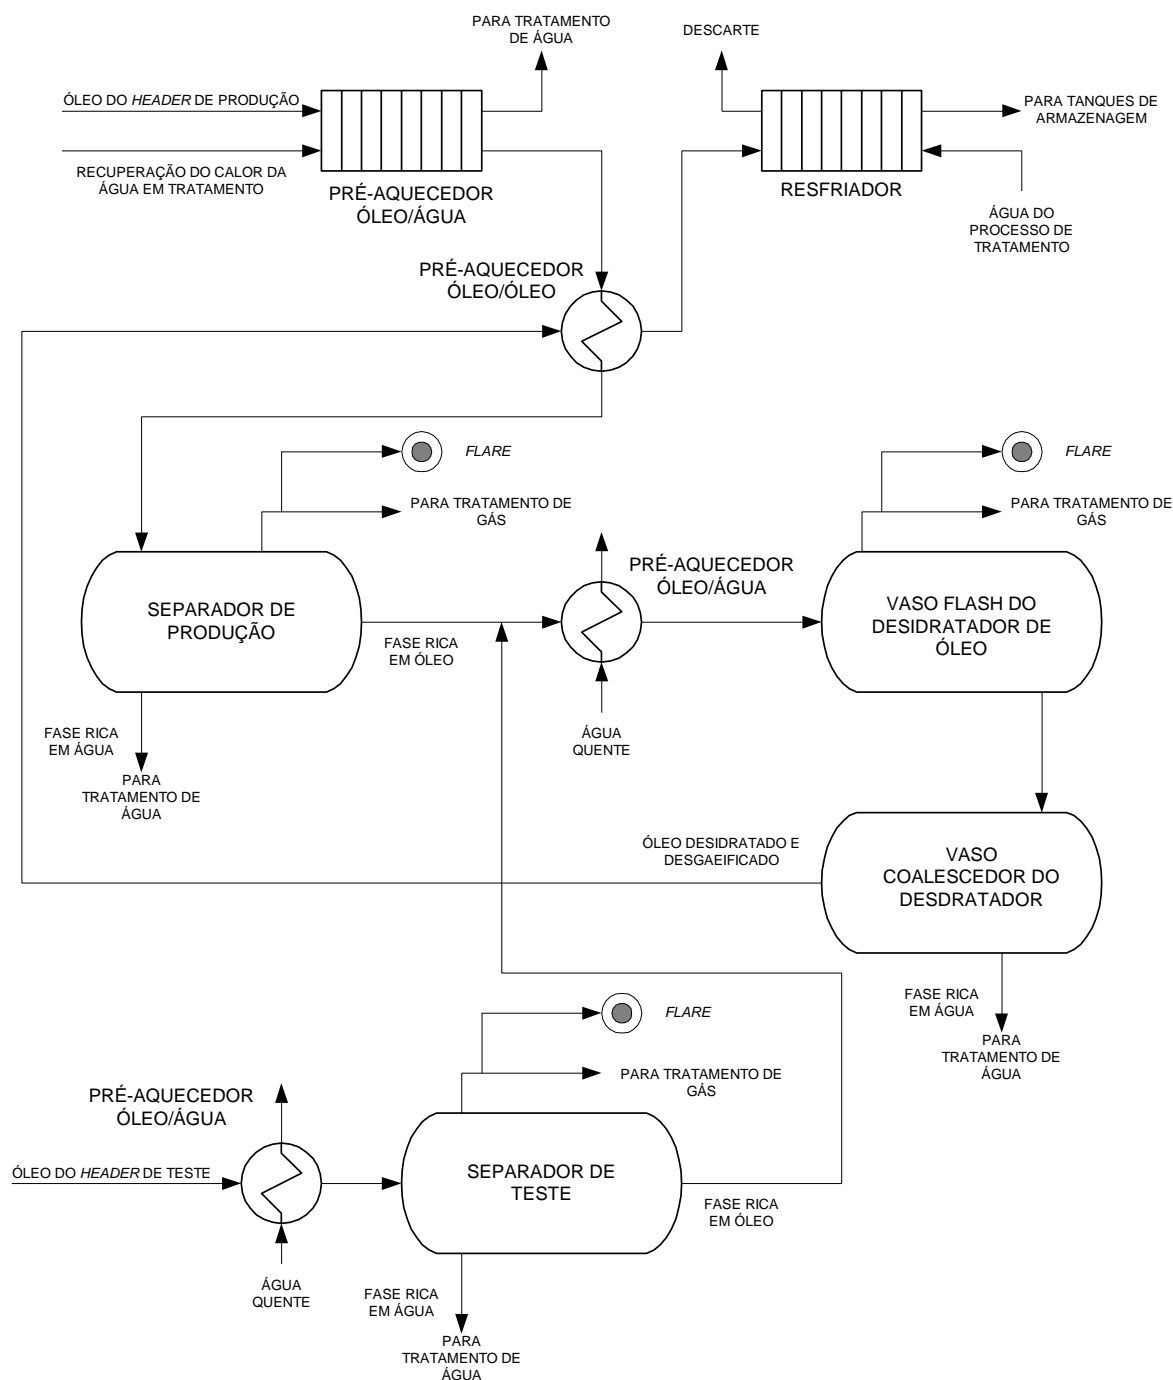 PARA TRATAMENTO
DE ÁGUA
DESCARTE
ÓLEO DO HEADER DE PRODUÇÃO
PARA TANQUES DE
ARMAZENAGEM
RECUPERAÇÃO DO CALOR DA
ÁGUA EM TRATAMENTO
PRÉ-AQUECEDOR
ÓLEO/ÁGUA
RESFRIADOR
ÁGUA DO
PROCESSO DE
TRATAMENTO
PRÉ-AQUECEDOR
ÓLEO/ÓLEO
FLARE
PARA TRATAMENTO DE
GÁS
FLARE
PARA TRATAMENTO DE
GÁS
SEPARADOR DE
PRODUÇÃO
FASE RICA
EM ÓLEO
PRÉ-AQUECEDOR
ÓLEO/ÁGUA
ÁGUA
QUENTE
VASO FLASH DO
DESIDRATADOR DE
ÓLEO
FASE RICA
EM ÁGUA
PARA
TRATAMENTO DE
ÁGUA
ÓLEO DESIDRATADO E
DESGAEIFICADO
VASO
COALESCEDOR DO
DESDRATADOR
FASE RICA
EM ÁGUA
PARA
TRATAMENTO DE
ÁGUA
FLARE
PARA TRATAMENTO DE
GÁS
PRÉ-AQUECEDOR
ÓLEO/ÁGUA
ÓLEO DO HEADER DE TESTE
SEPARADOR DE
TESTE
FASE RICA
EM ÓLEO
ÁGUA
QUENTE
FASE RICA
EM ÁGUA
PARA
TRATAMENTO DE
ÁGUA